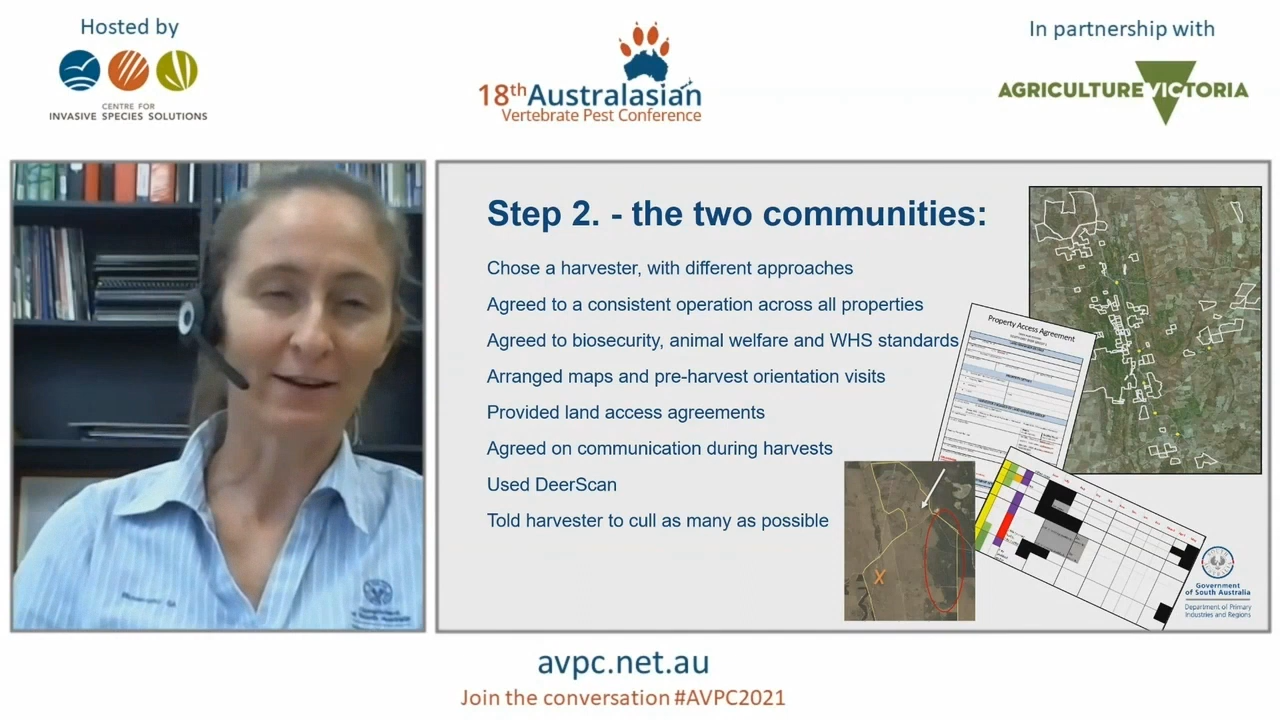 Hosted by
CENTRE FOR
INVASIVE SPECIES SOLUTIONS
18th Australasian
Vertebrate Pest Conference
In partnership with
AGRICULTURE VICTORIA
Step 2. - the two communities:
Chose a harvester, with different approaches
Agreed to a consistent operation across all properties
Agreed to biosecurity, animal welfare and WHS standards
Arranged maps and pre-harvest orientation visits
Provided land access agreements
Agreed on communication during harvests
Used DeerScan
Told harvester to cull as many as possible
Property Access Agreement
X
Government
of South Australia
Department of Primary
Industries and Regions
Government
of South Australia
avpc.net.au
Join the conversation #AVPC2021